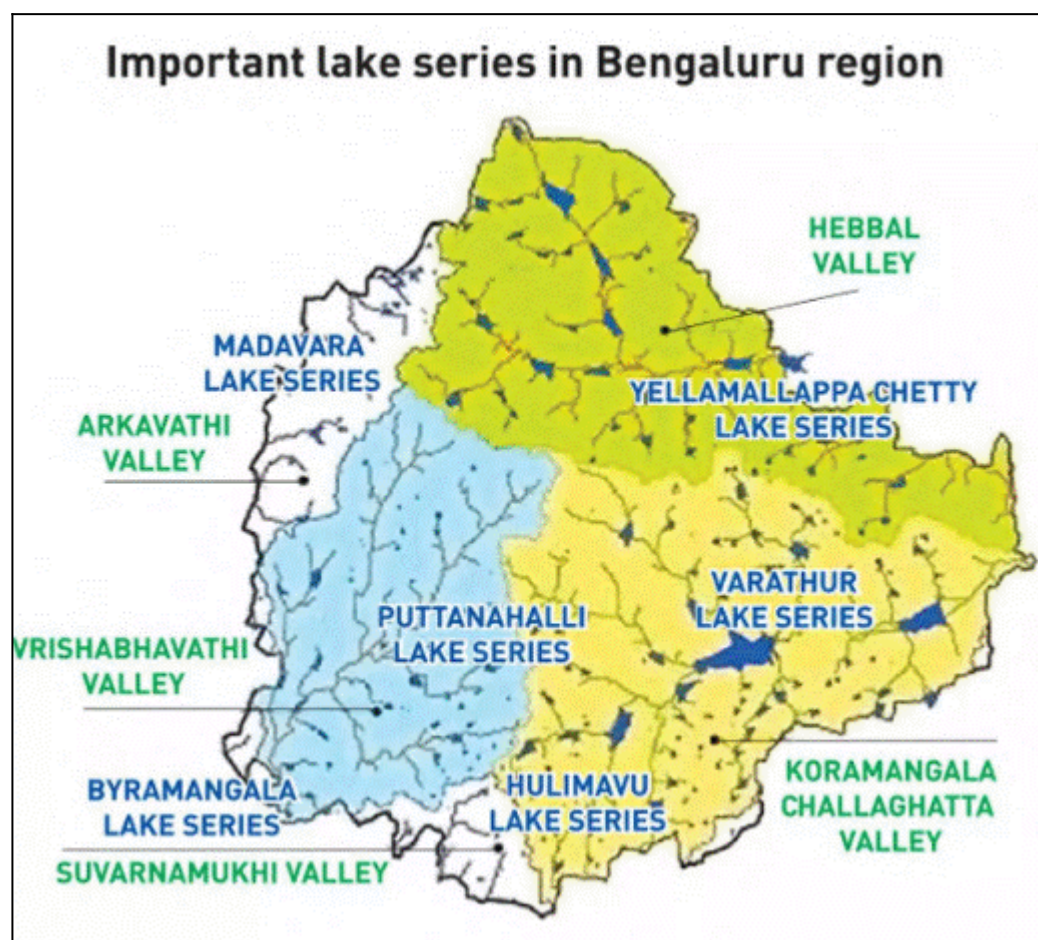 Important lake series in Bengaluru region
HEBBAL
VALLEY
MADAVARA
LAKE SERIES
YELLAMALLAPPA CHETTY
LAKE SERIES
ARKAVATHI
VALLEY
VARATHUR
LAKE SERIES
PUTTANAHALLI
LAKE SERIES
VRISHABHAVATHI
VALLEY
BYRAMANGALA
LAKE SERIES
HULIMAVU
LAKE SERIES
KORAMANGALA
CHALLAGHATTA
VALLEY
SUVARNAMUKHI VALLEY